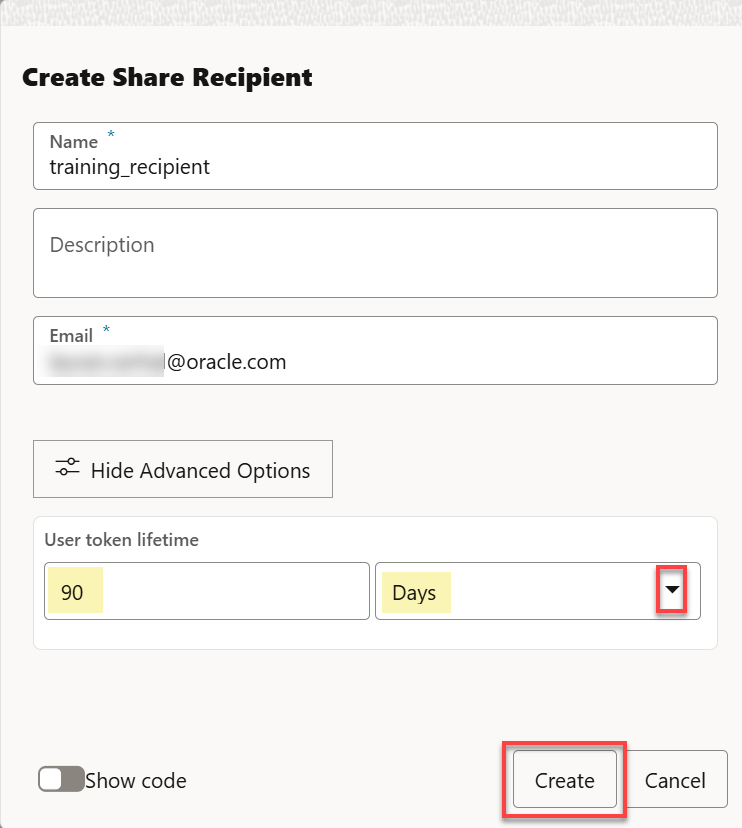 Create Share Recipient
Name *
training_recipient
Description
Email *
@oracle.com
Hide Advanced Options
User token lifetime
90 Days
Show code Create Cancel